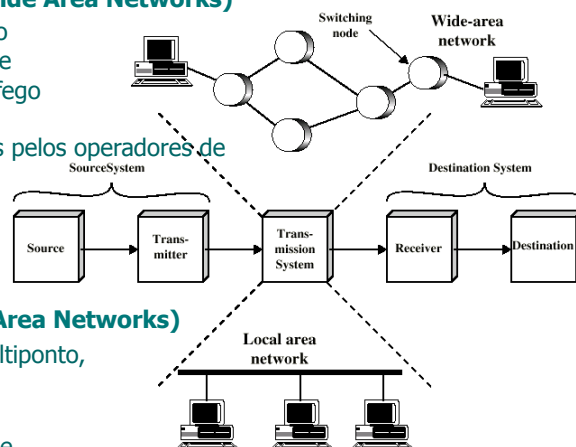 Wide Area Networks)
Switching
node
Wide-area
network
e
fego
s pelos operadores de
SourceSystem
Destination System
Source
Trans-
mitter
Trans-
mission
System
Receiver
Destination
Area Networks)
ltiponto,
Local area
network
e